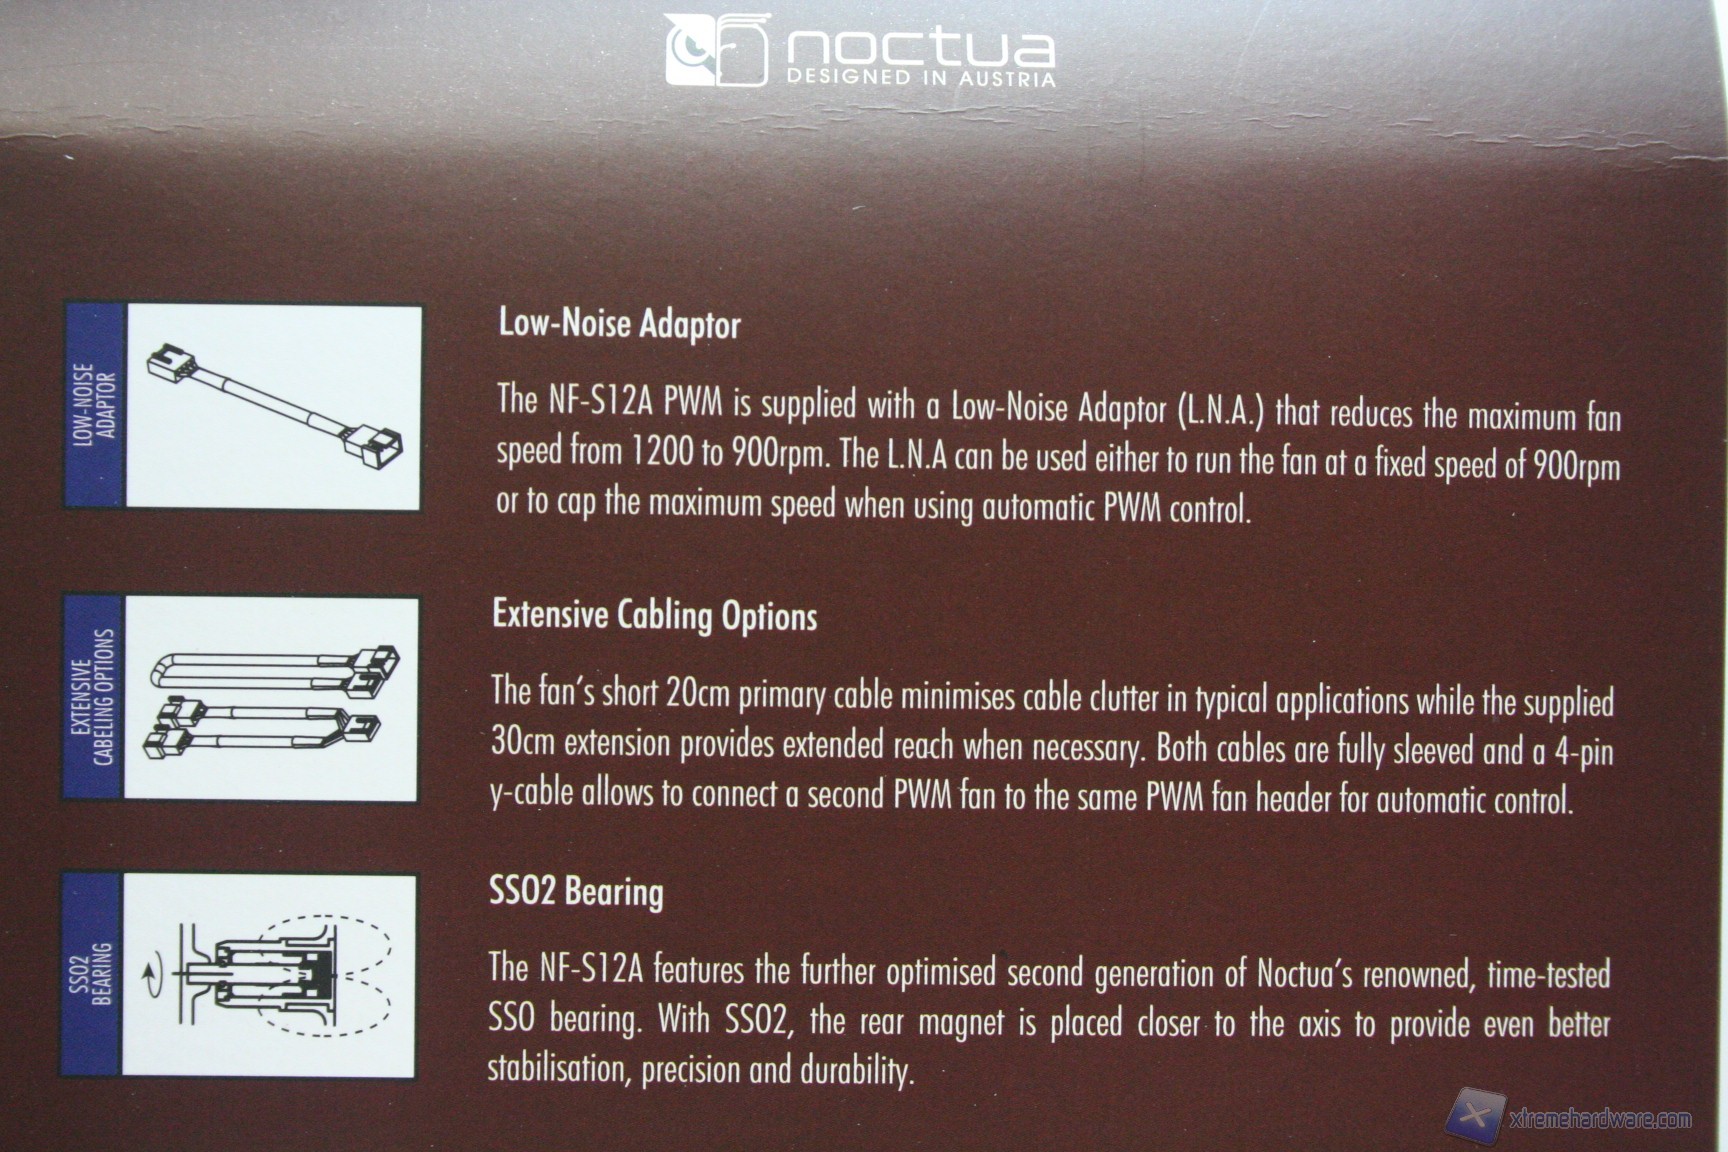 noctua
DESIGNED IN AUSTRIA
LOW-NOISE
ADAPTOR
Low-Noise Adaptor
The NF-S12A PWM is supplied with a Low-Noise Adaptor (L.N.A.) that reduces the maximum fan
speed from 1200 to 900rpm. The L.N.A can be used either to run the fan at a fixed speed of 900rpm
or to cap the maximum speed when using automatic PWM control.
EXTENSIVE
CABELING OPTIONS
Extensive Cabling Options
The fan's short 20cm primary cable minimises cable clutter in typical applications while the supplied
30cm extension provides extended reach when necessary. Both cables are fully sleeved and a 4-pin
y-cable allows to connect a second PWM fan to the same PWM fan header for automatic control.
SSO2
BEARING
SSO2 Bearing
The NF-S12A features the further optimised second generation of Noctua's renowned, time-tested
SSO bearing. With SSO2, the rear magnet is placed closer to the axis to provide even better
stabilisation, precision and durability.
xtremehardware.com